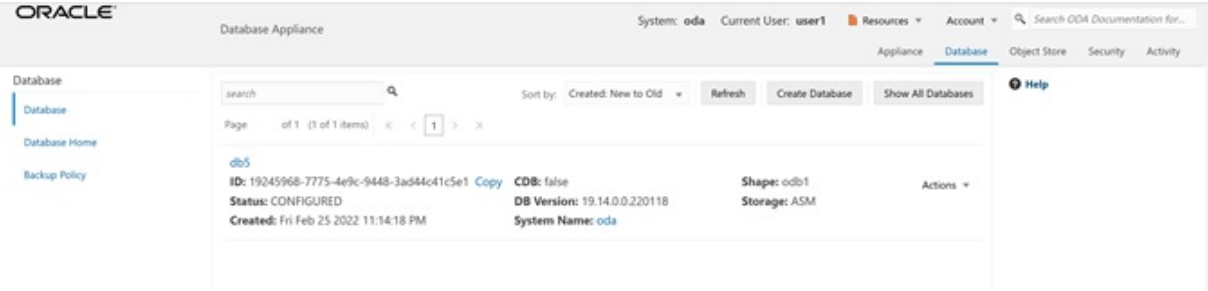 ORACLE
Database Appliance
System: oda Current User: user1 Resources Account Search ODA Documentation for...
Appliance Database Object Store Security Activity
Database
Database
Database Home
Backup Policy
search
Sort by: Created: New to Old Refresh Create Database Show All Databases
Page of 1 (1 of 1 items) 1
db5
ID: 19245968-7775-4e9c-9448-3ad44c41c5e1 Copy CDB: false Shape: odb1 Actions
Status: CONFIGURED DB Version: 19.14.0.0.220118 Storage: ASM
Created: Fri Feb 25 2022 11:14:18 PM System Name: oda
Help